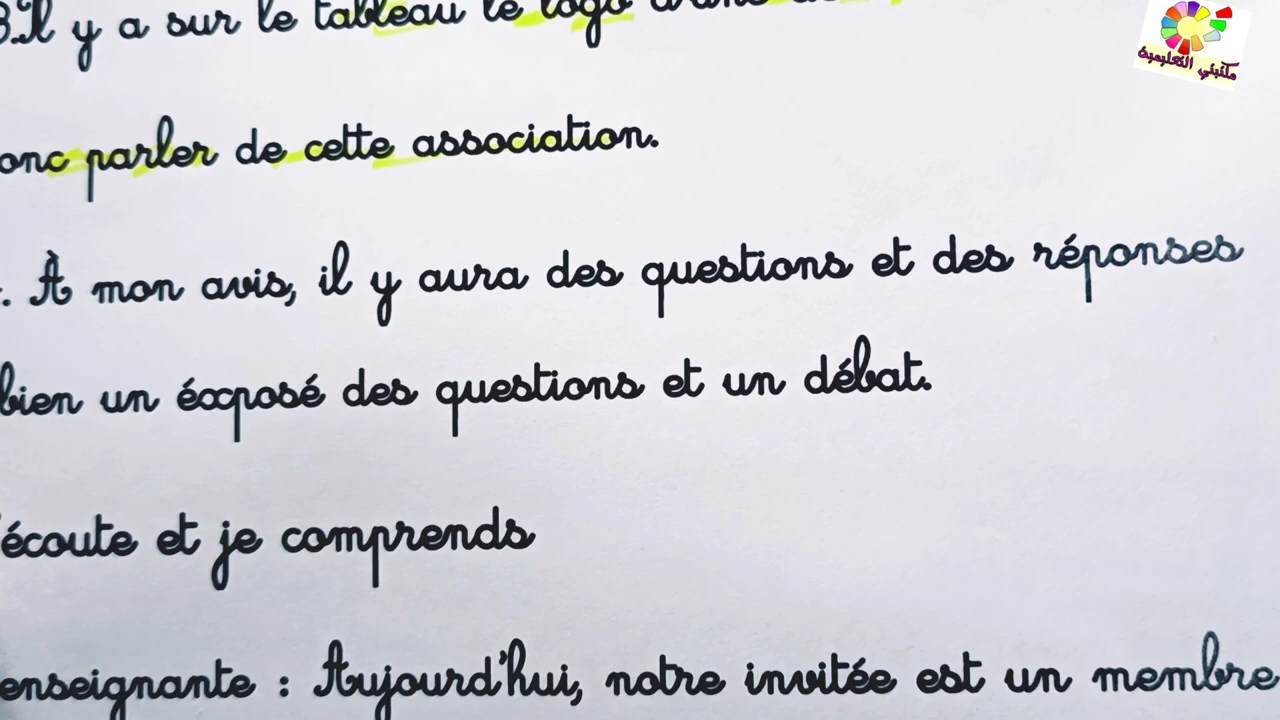 3. Il y a sur le tableau le logo d'une
onc parler de cette association.
. À mon avis, il y aura des questions et des réponses
bien un éxposé des questions et un débat.
'écoute et je comprends
enseignante : Aujourd'hui, notre invitée est un membre
مكتبتي التعليمية